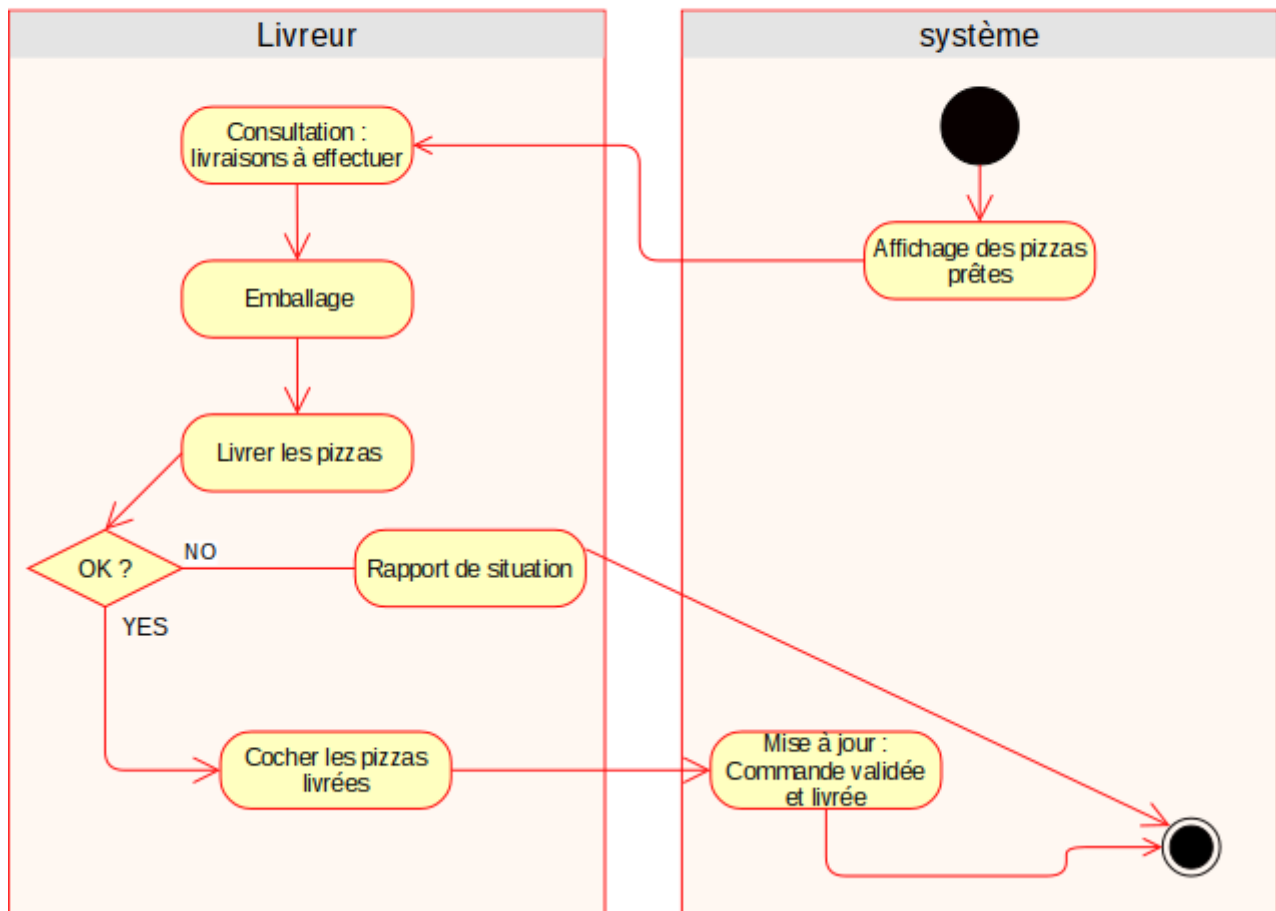 Livreur
système
Consultation :
livraisons à effectuer
Affichage des pizzas
prêtes
Emballage
Livrer les pizzas
OK ?
NO
Rapport de situation
YES
Cocher les pizzas
livrées
Mise à jour :
Commande validée
et livrée